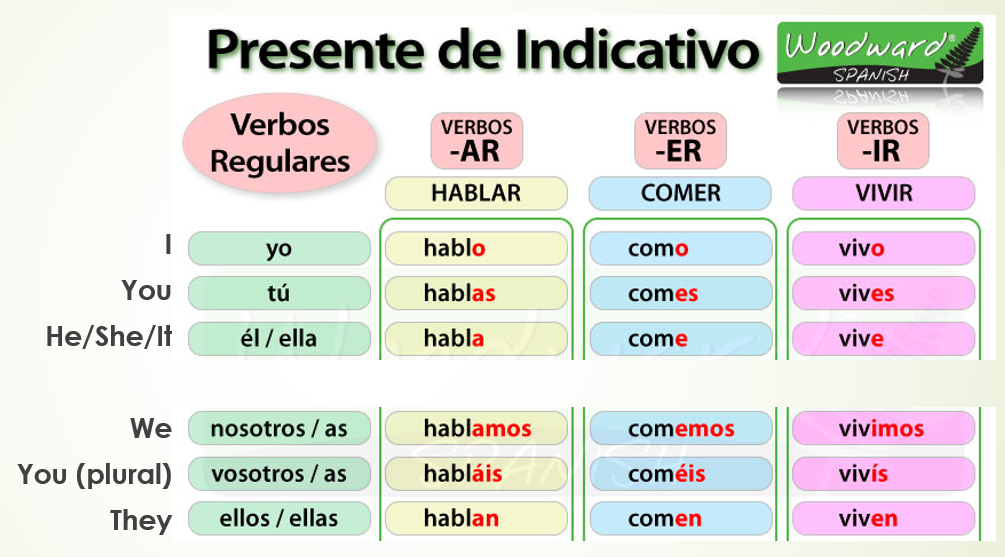 Presente de Indicativo
Woodward®
SPANISH
Verbos
Regulares
VERBOS
-AR
VERBOS
-ER
VERBOS
-IR
HABLAR COMER VIVIR
I yo hablo como vivo
You tú hablas comes vives
He/She/It él / ella habla come vive
We nosotros / as hablamos comemos vivimos
You (plural) vosotros / as habláis coméis vivís
They ellos / ellas hablan comen viven